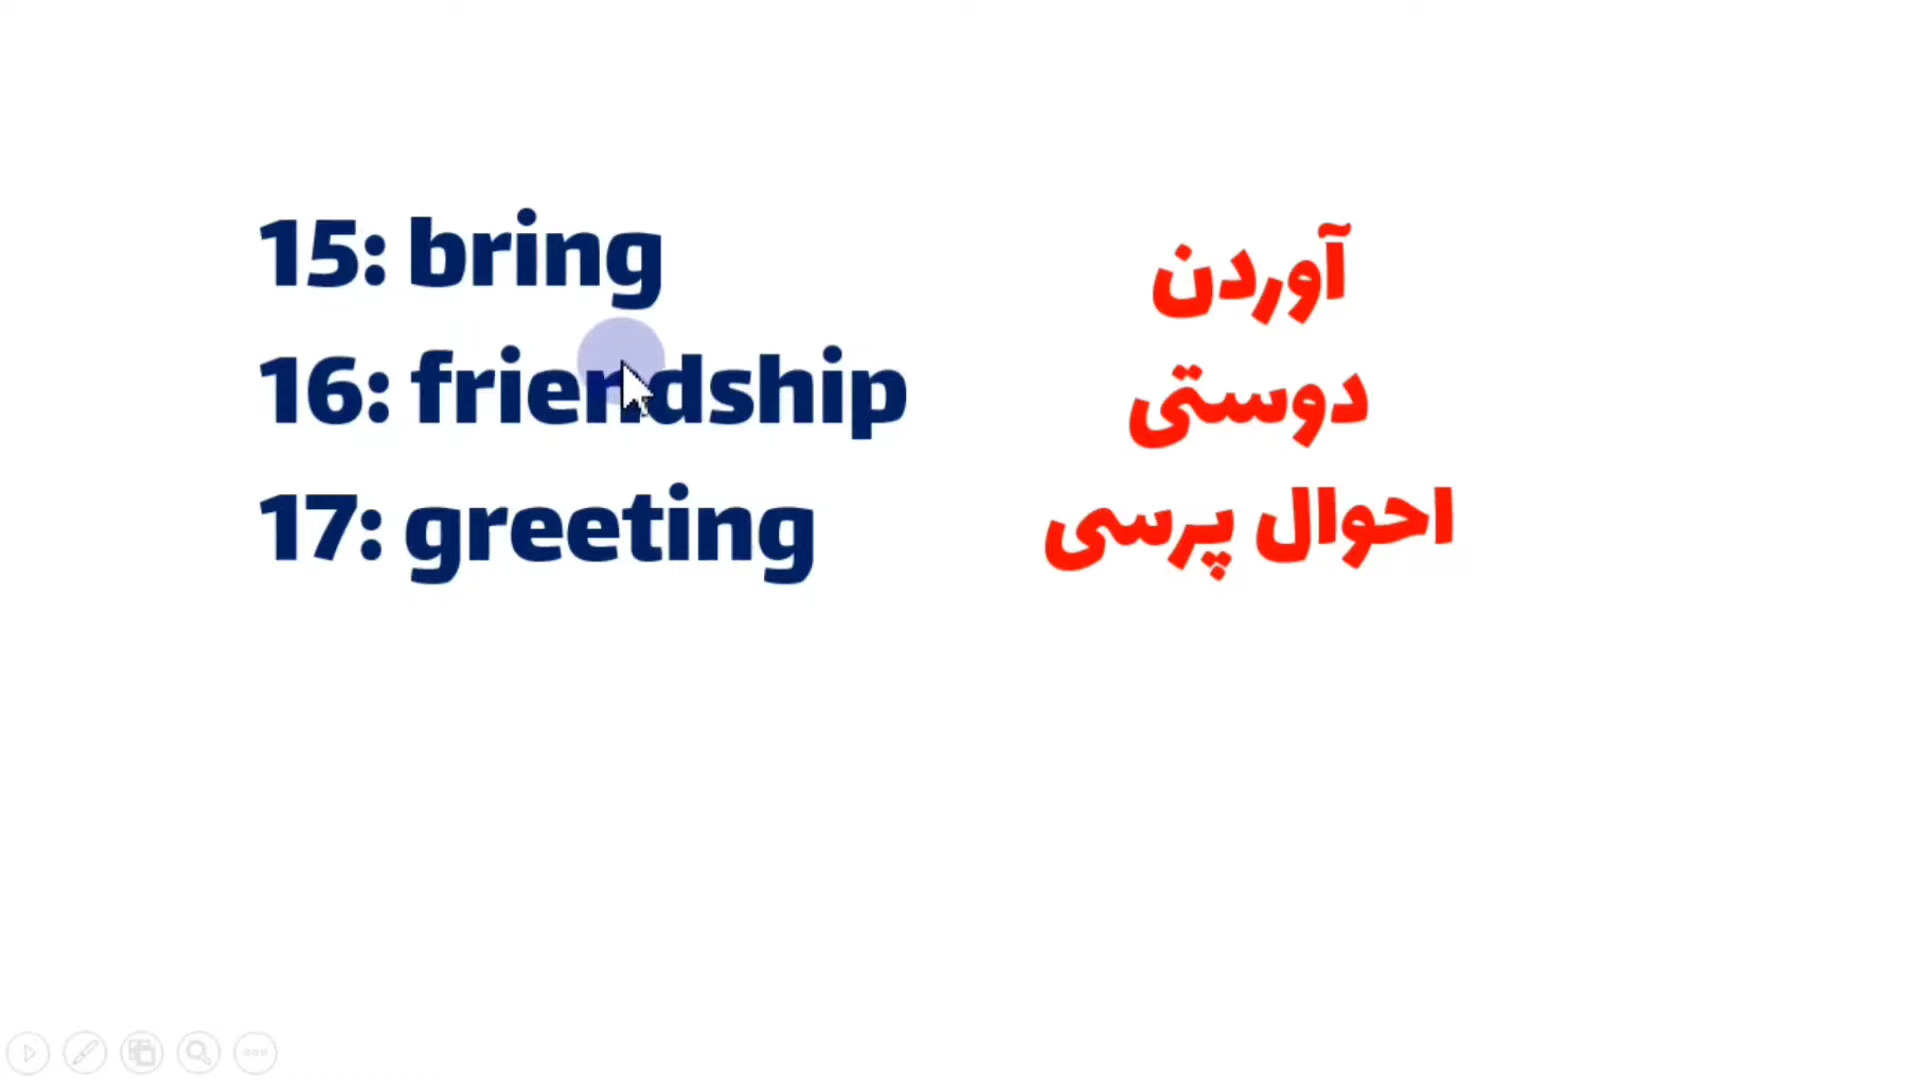 15: bring آوردن
16: friendship دوستی
17: greeting احوال پرسی